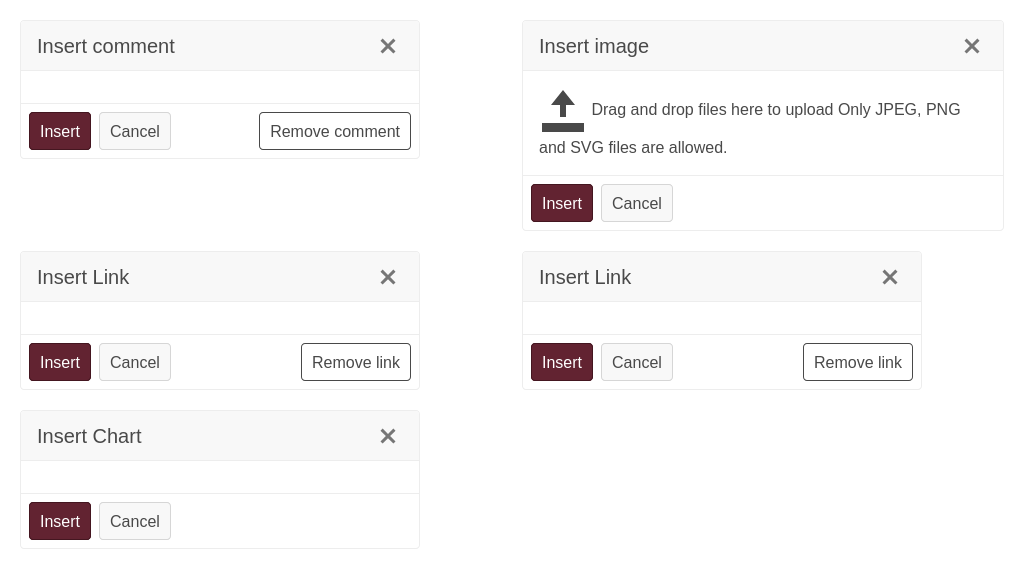 Insert comment
Insert Cancel Remove comment
Insert image
Drag and drop files here to upload Only JPEG, PNG
and SVG files are allowed.
Insert Cancel
Insert Link
Insert Cancel Remove link
Insert Link
Insert Cancel Remove link
Insert Chart
Insert Cancel